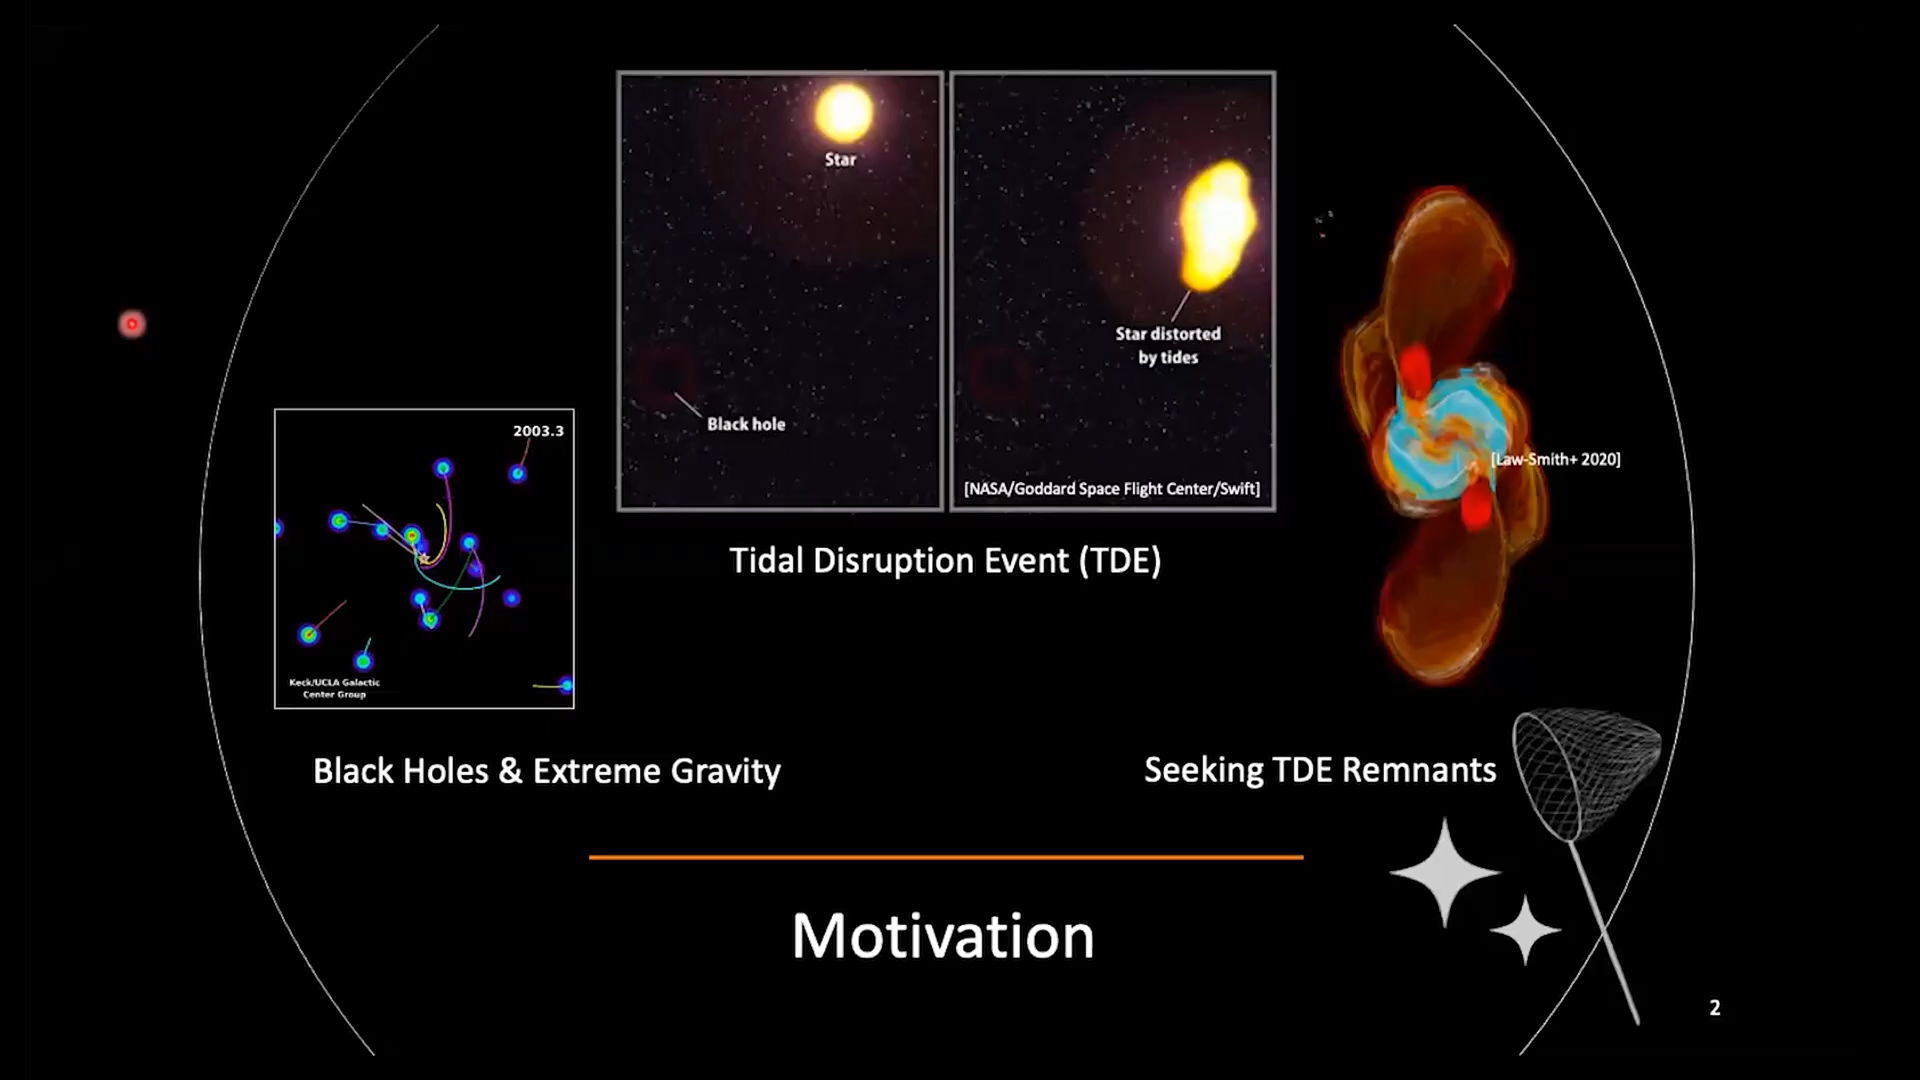 Star
Black hole
Star distorted
by tides
[NASA/Goddard Space Flight Center/Swift]
Tidal Disruption Event (TDE)
2003.3
Keck/UCLA Galactic
Center Group
Black Holes & Extreme Gravity
[Law-Smith+ 2020]
Seeking TDE Remnants
Motivation
2